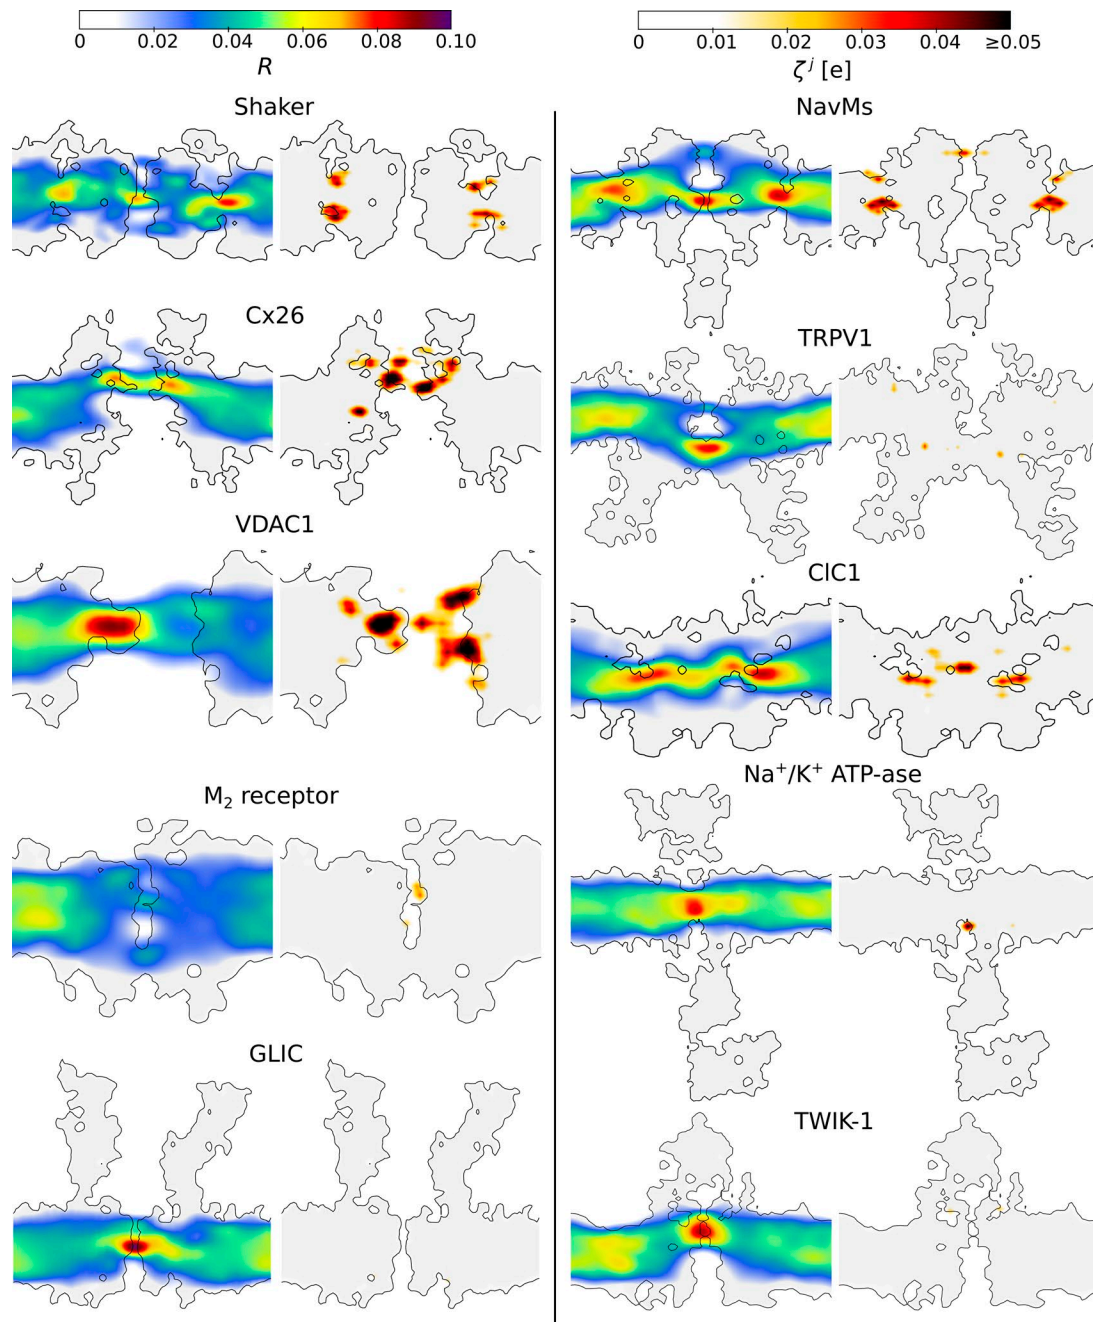 0 0.02 0.04 0.06 0.08 0.10
R
0 0.01 0.02 0.03 0.04 ≥0.05
ζʲ [e]
Shaker
Cx26
VDAC1
M₂ receptor
GLIC
NavMs
TRPV1
ClC1
Na⁺/K⁺ ATP-ase
TWIK-1